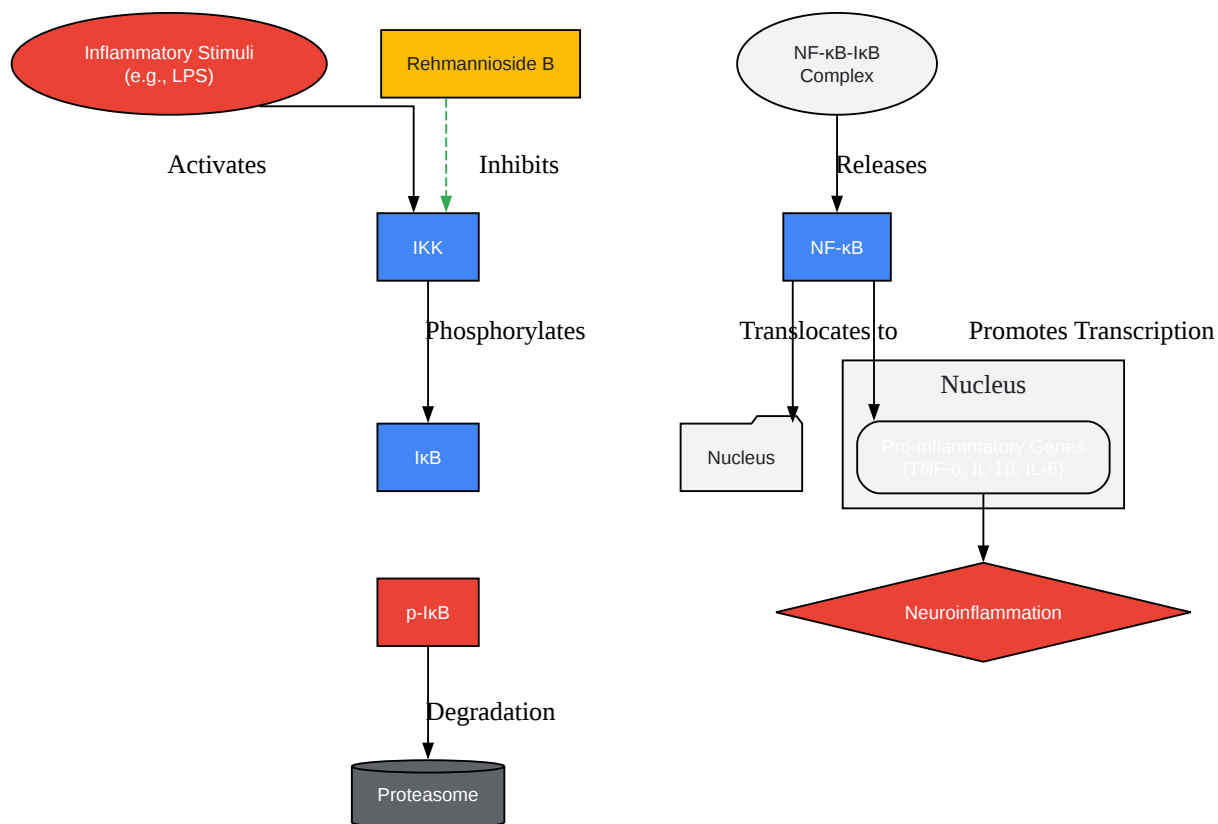 Inflammatory Stimuli
(e.g., LPS)
Rehmannioside B
NF-κB-IκB
Complex
Activates
Inhibits
Releases
IKK
NF-κB
Phosphorylates
Translocates to
Promotes Transcription
Nucleus
IκB
Nucleus
Pro-inflammatory Genes
(TNF-α, IL-1β, IL-6)
p-IκB
Neuroinflammation
Degradation
Proteasome